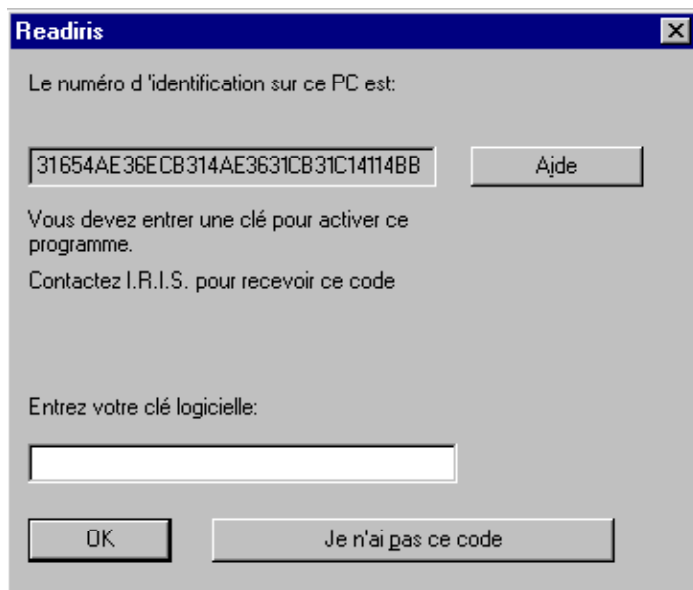 Readiris
Le numéro d 'identification sur ce PC est:
31654AE36ECB314AE3631CB31C14114BB
Aide
Vous devez entrer une clé pour activer ce
programme.
Contactez I.R.I.S. pour recevoir ce code
Entrez votre clé logicielle:
OK
Je n'ai pas ce code